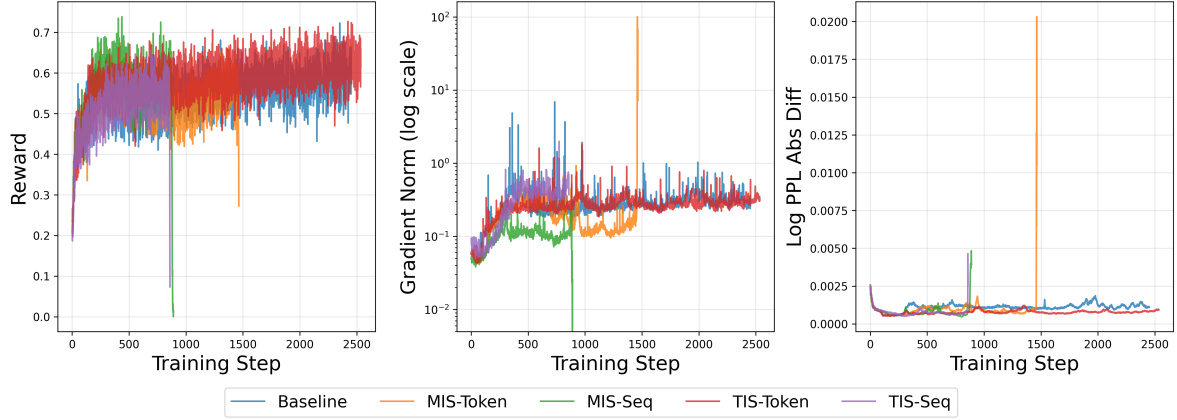 Reward
0.7
0.6
0.5
0.4
0.3
0.2
0.1
0.0
0 500 1000 1500 2000 2500
Training Step
Gradient Norm (log scale)
10²
10¹
10⁰
10⁻¹
10⁻²
0 500 1000 1500 2000 2500
Training Step
Log PPL Abs Diff
0.0200
0.0175
0.0150
0.0125
0.0100
0.0075
0.0050
0.0025
0.0000
0 500 1000 1500 2000 2500
Training Step
Baseline MIS-Token MIS-Seq TIS-Token TIS-Seq